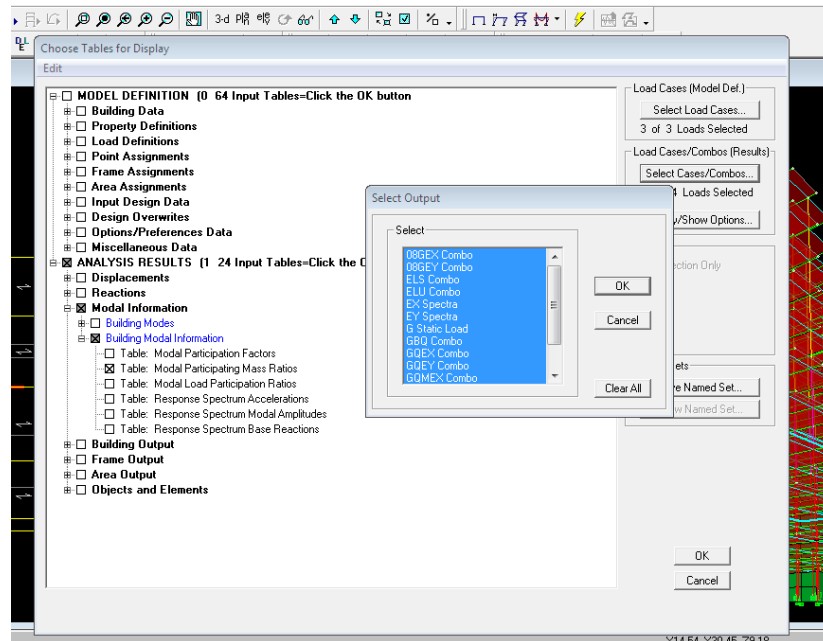 3-d
Choose Tables for Display
Edit
MODEL DEFINITION (0 64 Input Tables=Click the OK button
Building Data
Property Definitions
Load Definitions
Point Assignments
Frame Assignments
Area Assignments
Input Design Data
Design Overwrites
Options/Preferences Data
Miscellaneous Data
ANALYSIS RESULTS (1 24 Input Tables=Click the
Displacements
Reactions
Modal Information
Building Modes
Building Modal Information
Table: Modal Participation Factors
Table: Modal Participating Mass Ratios
Table: Modal Load Participation Ratios
Table: Response Spectrum Accelerations
Table: Response Spectrum Modal Amplitudes
Table: Response Spectrum Base Reactions
Building Output
Frame Output
Area Output
Objects and Elements
Load Cases (Model Def.)
Select Load Cases...
3 of 3 Loads Selected
Load Cases/Combos (Results)
Select Cases/Combos...
4 Loads Selected
/Show Options...
ection Only
ets
e Named Set...
w Named Set...
OK
Cancel
Select Output
Select
08GEX Combo
08GEY Combo
ELS Combo
ELU Combo
EX Spectra
EY Spectra
G Static Load
GBQ Combo
GQEX Combo
GQEY Combo
GQMEX Combo
OK
Cancel
Clear All